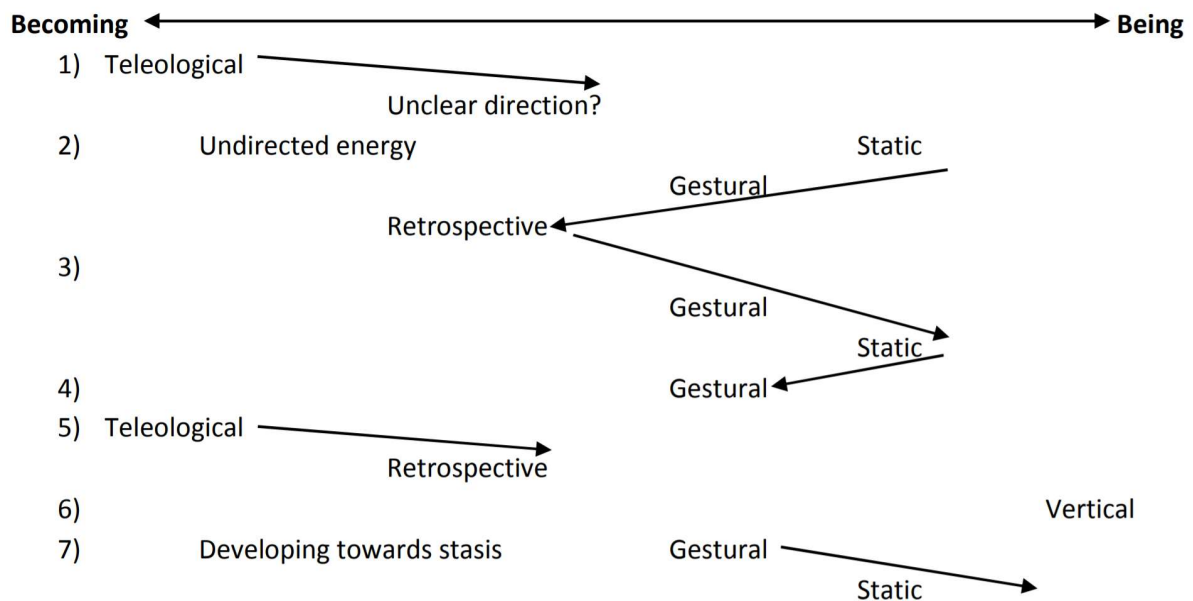 Becoming Being
1) Teleological
Unclear direction?
2) Undirected energy Static
Gestural
Retrospective
3)
Gestural
Static
4) Gestural
5) Teleological
Retrospective
6) Vertical
7) Developing towards stasis Gestural
Static